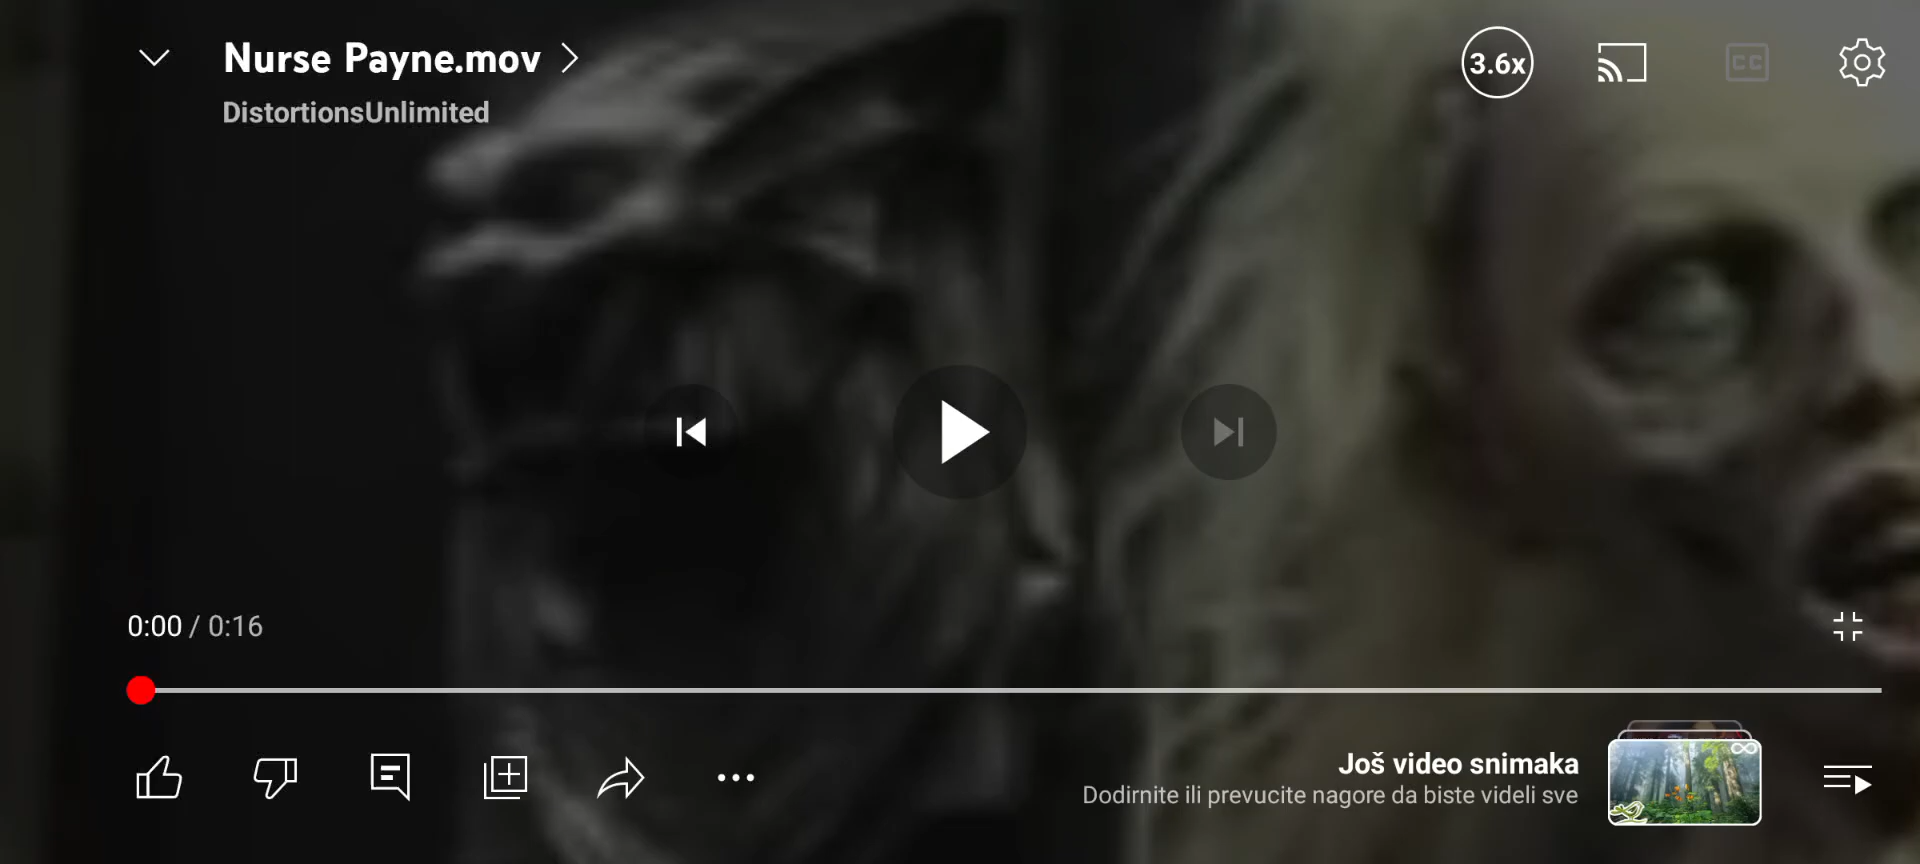 Nurse Payne.mov
DistortionsUnlimited
3.6x
CC
0:00 / 0:16
Još video snimaka
Dodirnite ili prevucite nagore da biste videli sve